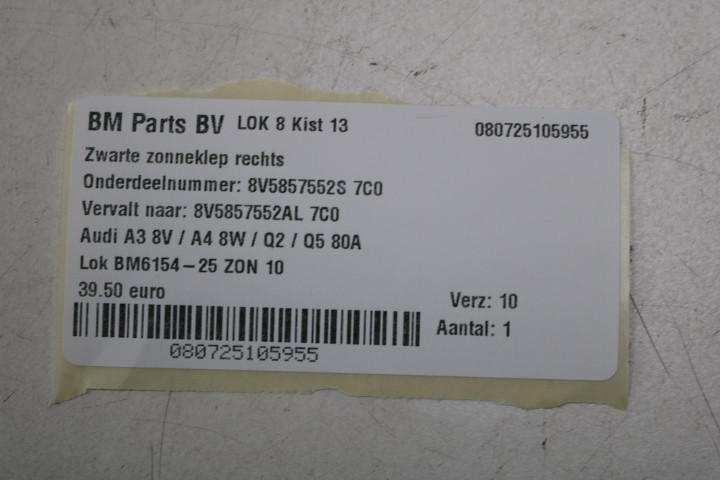 BM Parts BV LOK 8 Kist 13 080725105955
Zwarte zonneklep rechts
Onderdeelnummer: 8V5857552S 7C0
Vervalt naar: 8V5857552AL 7C0
Audi A3 8V / A4 8W / Q2 / Q5 80A
Lok BM6154-25 ZON 10
39.50 euro
Verz: 10
Aantal: 1
080725105955